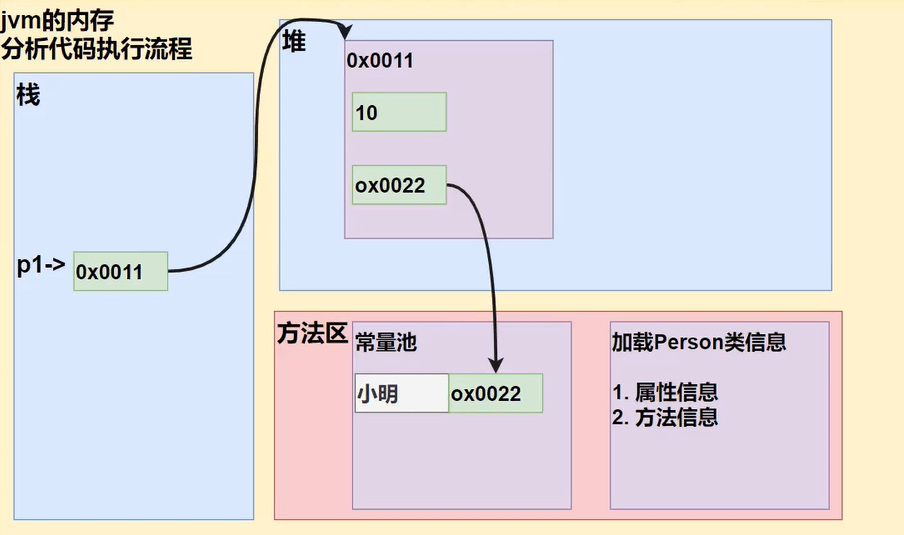 jvm的内存
分析代码执行流程
栈
p1-> 0x0011
堆
0x0011
10
ox0022
方法区
常量池
小明 ox0022
加载Person类信息
1. 属性信息
2. 方法信息